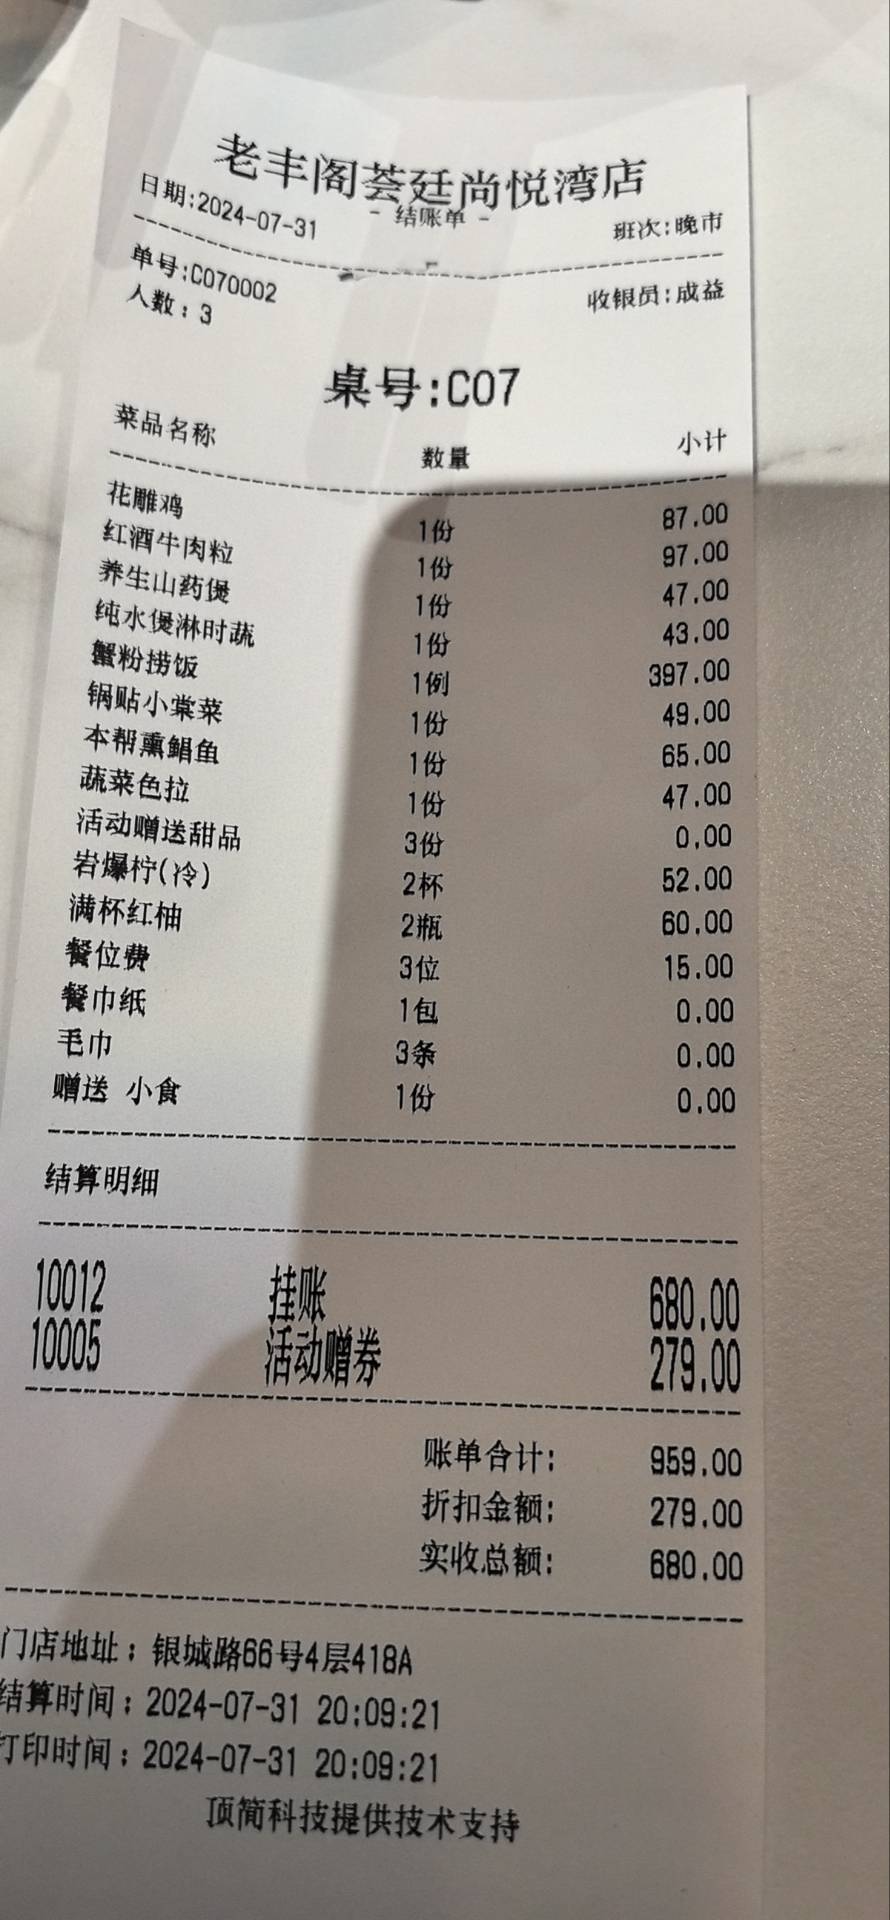 老丰阁荟廷尚悦湾店
- 结账单 -
日期:2024-07-31 班次:晚市
单号:C070002 收银员:成益
人数:3
桌号:C07
菜品名称 数量 小计
花雕鸡 1份 87.00
红酒牛肉粒 1份 97.00
养生山药煲 1份 47.00
纯水煲淋时蔬 1份 43.00
蟹粉捞饭 1例 397.00
锅贴小棠菜 1份 49.00
本帮熏鲳鱼 1份 65.00
蔬菜色拉 1份 47.00
活动赠送甜品 3份 0.00
岩爆柠(冷) 2杯 52.00
满杯红柚 2瓶 60.00
餐位费 3位 15.00
餐巾纸 1包 0.00
毛巾 3条 0.00
赠送 小食 1份 0.00
结算明细
10012 挂账 680.00
10005 活动赠券 279.00
账单合计: 959.00
折扣金额: 279.00
实收总额: 680.00
门店地址:银城路66号4层418A
结算时间:2024-07-31 20:09:21
打印时间:2024-07-31 20:09:21
顶简科技提供技术支持